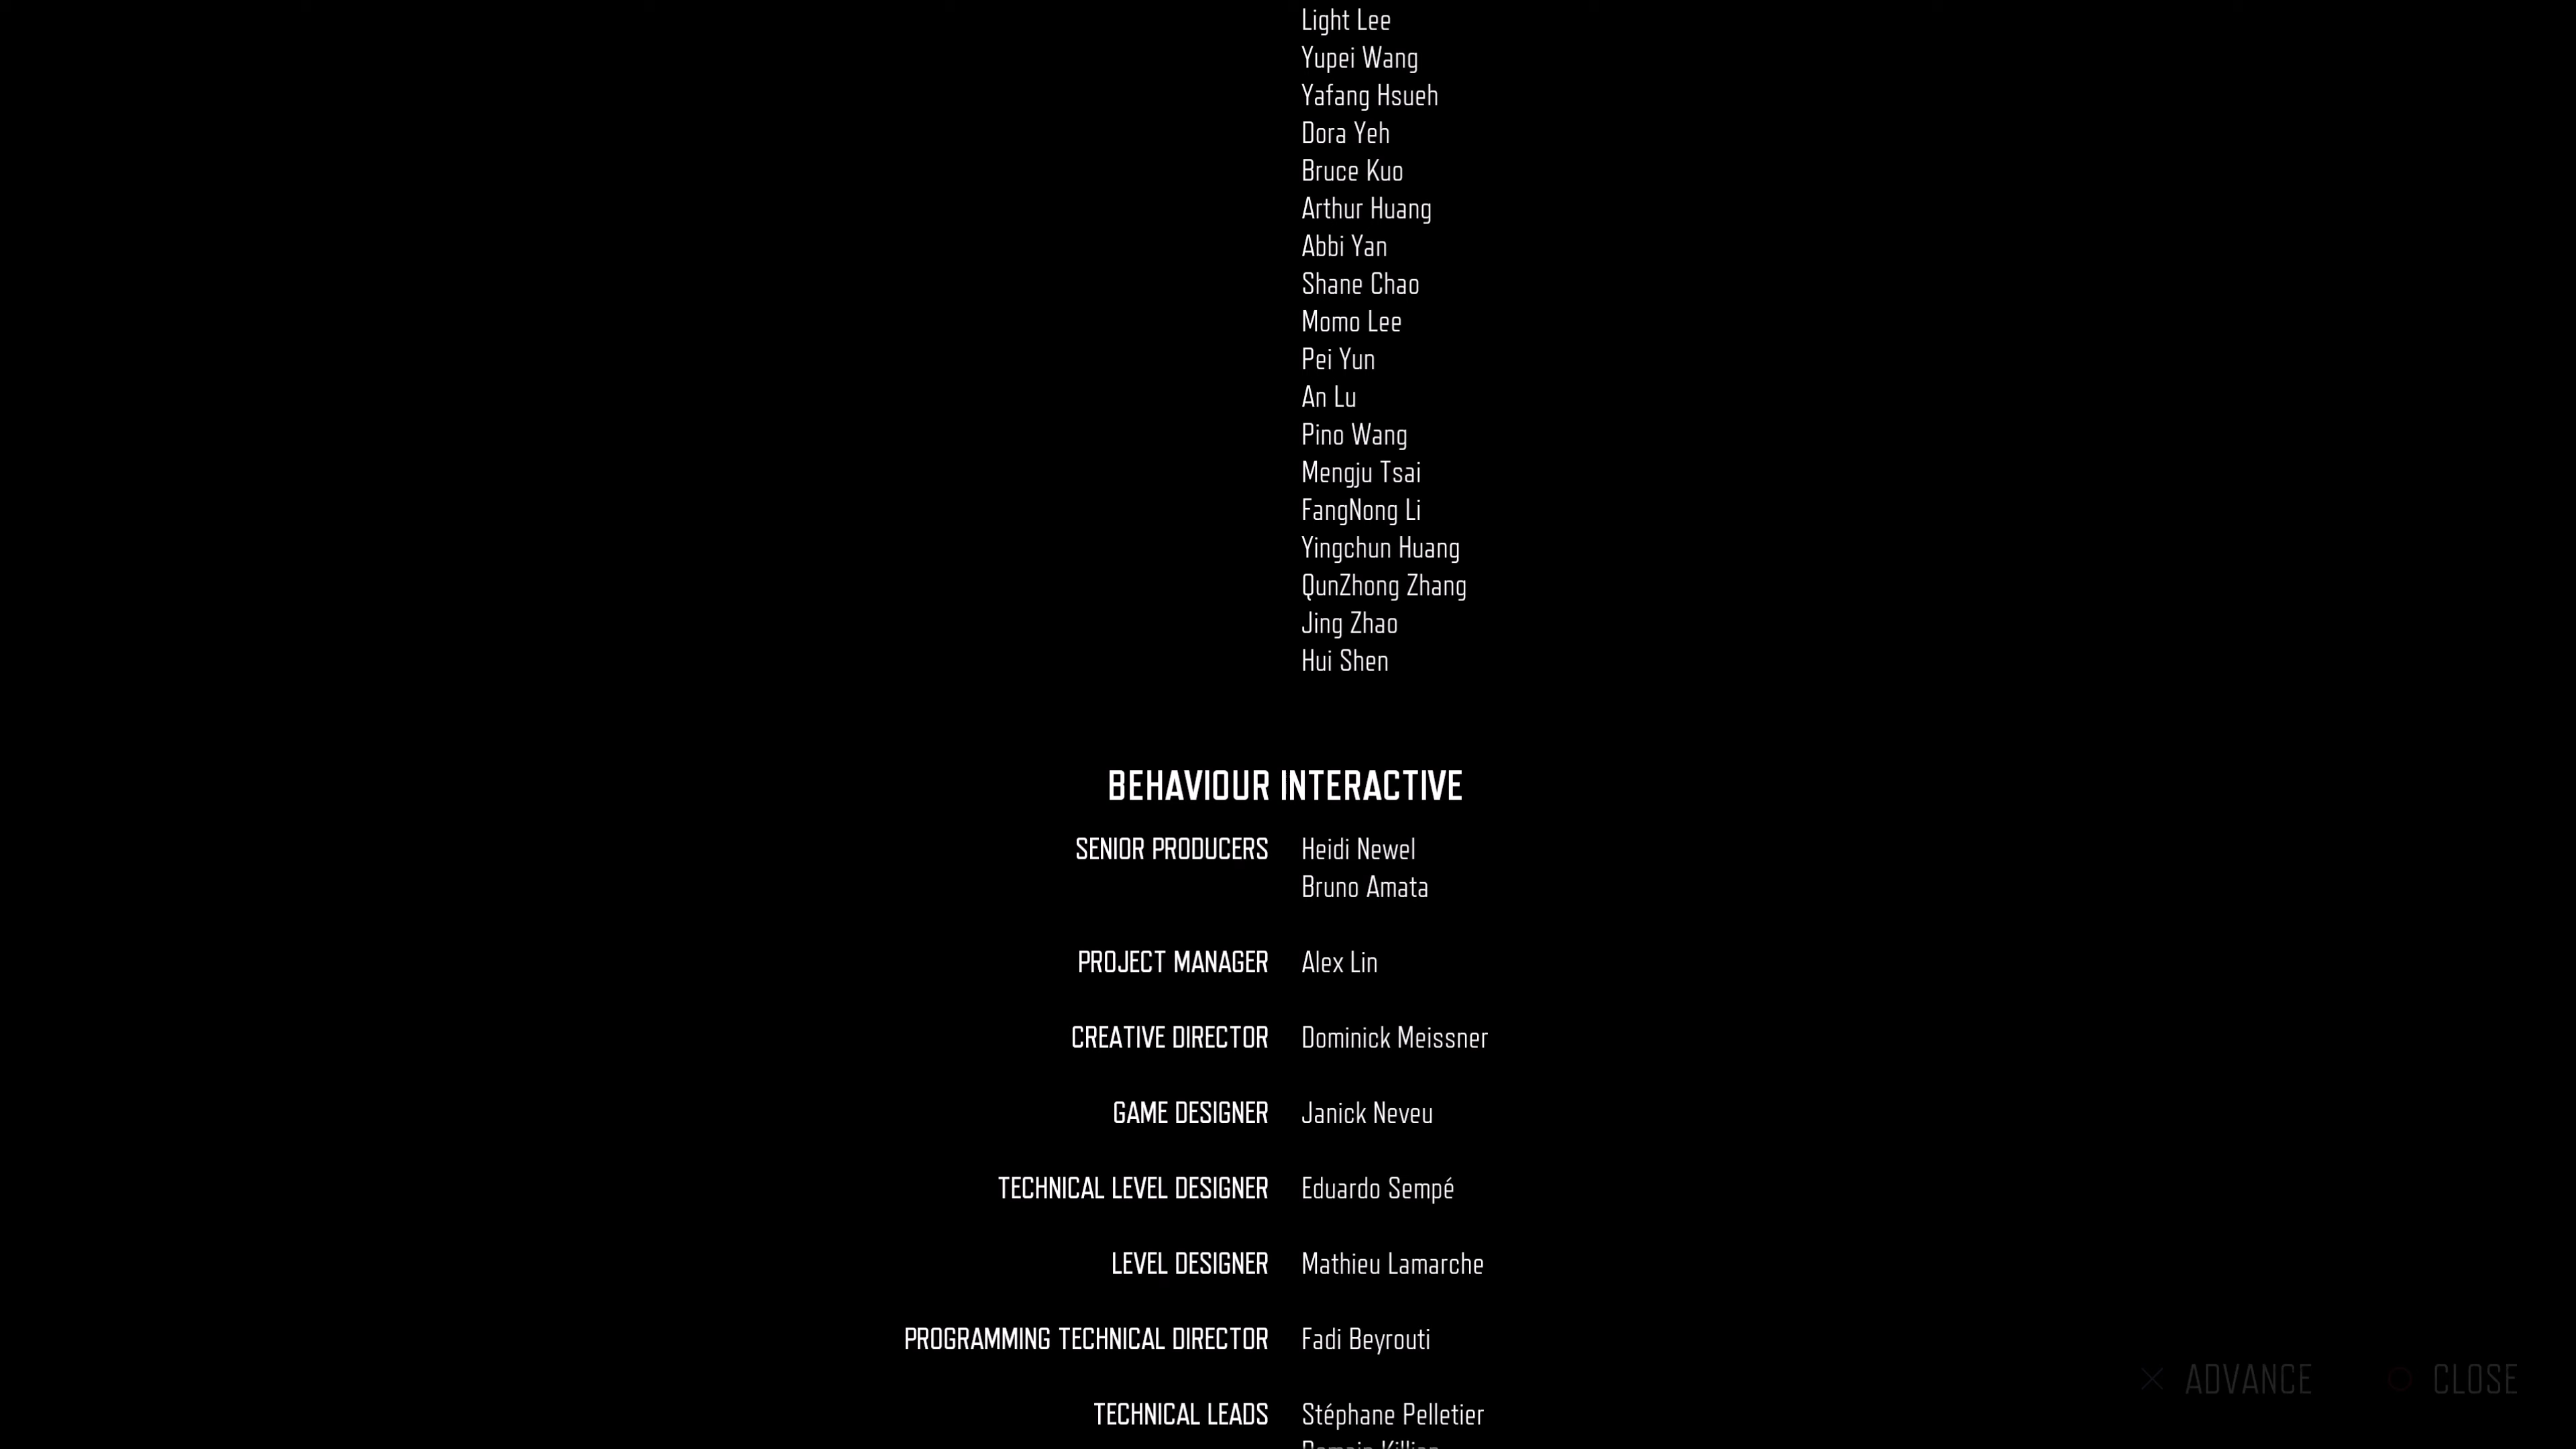 Light Lee
Yupei Wang
Yafang Hsueh
Dora Yeh
Bruce Kuo
Arthur Huang
Abbi Yan
Shane Chao
Momo Lee
Pei Yun
An Lu
Pino Wang
Mengju Tsai
FangNong Li
Yingchun Huang
QunZhong Zhang
Jing Zhao
Hui Shen
BEHAVIOUR INTERACTIVE
SENIOR PRODUCERS Heidi Newel
Bruno Amata
PROJECT MANAGER Alex Lin
CREATIVE DIRECTOR Dominick Meissner
GAME DESIGNER Janick Neveu
TECHNICAL LEVEL DESIGNER Eduardo Sempé
LEVEL DESIGNER Mathieu Lamarche
PROGRAMMING TECHNICAL DIRECTOR Fadi Beyrouti
ADVANCE CLOSE
TECHNICAL LEADS Stéphane Pelletier